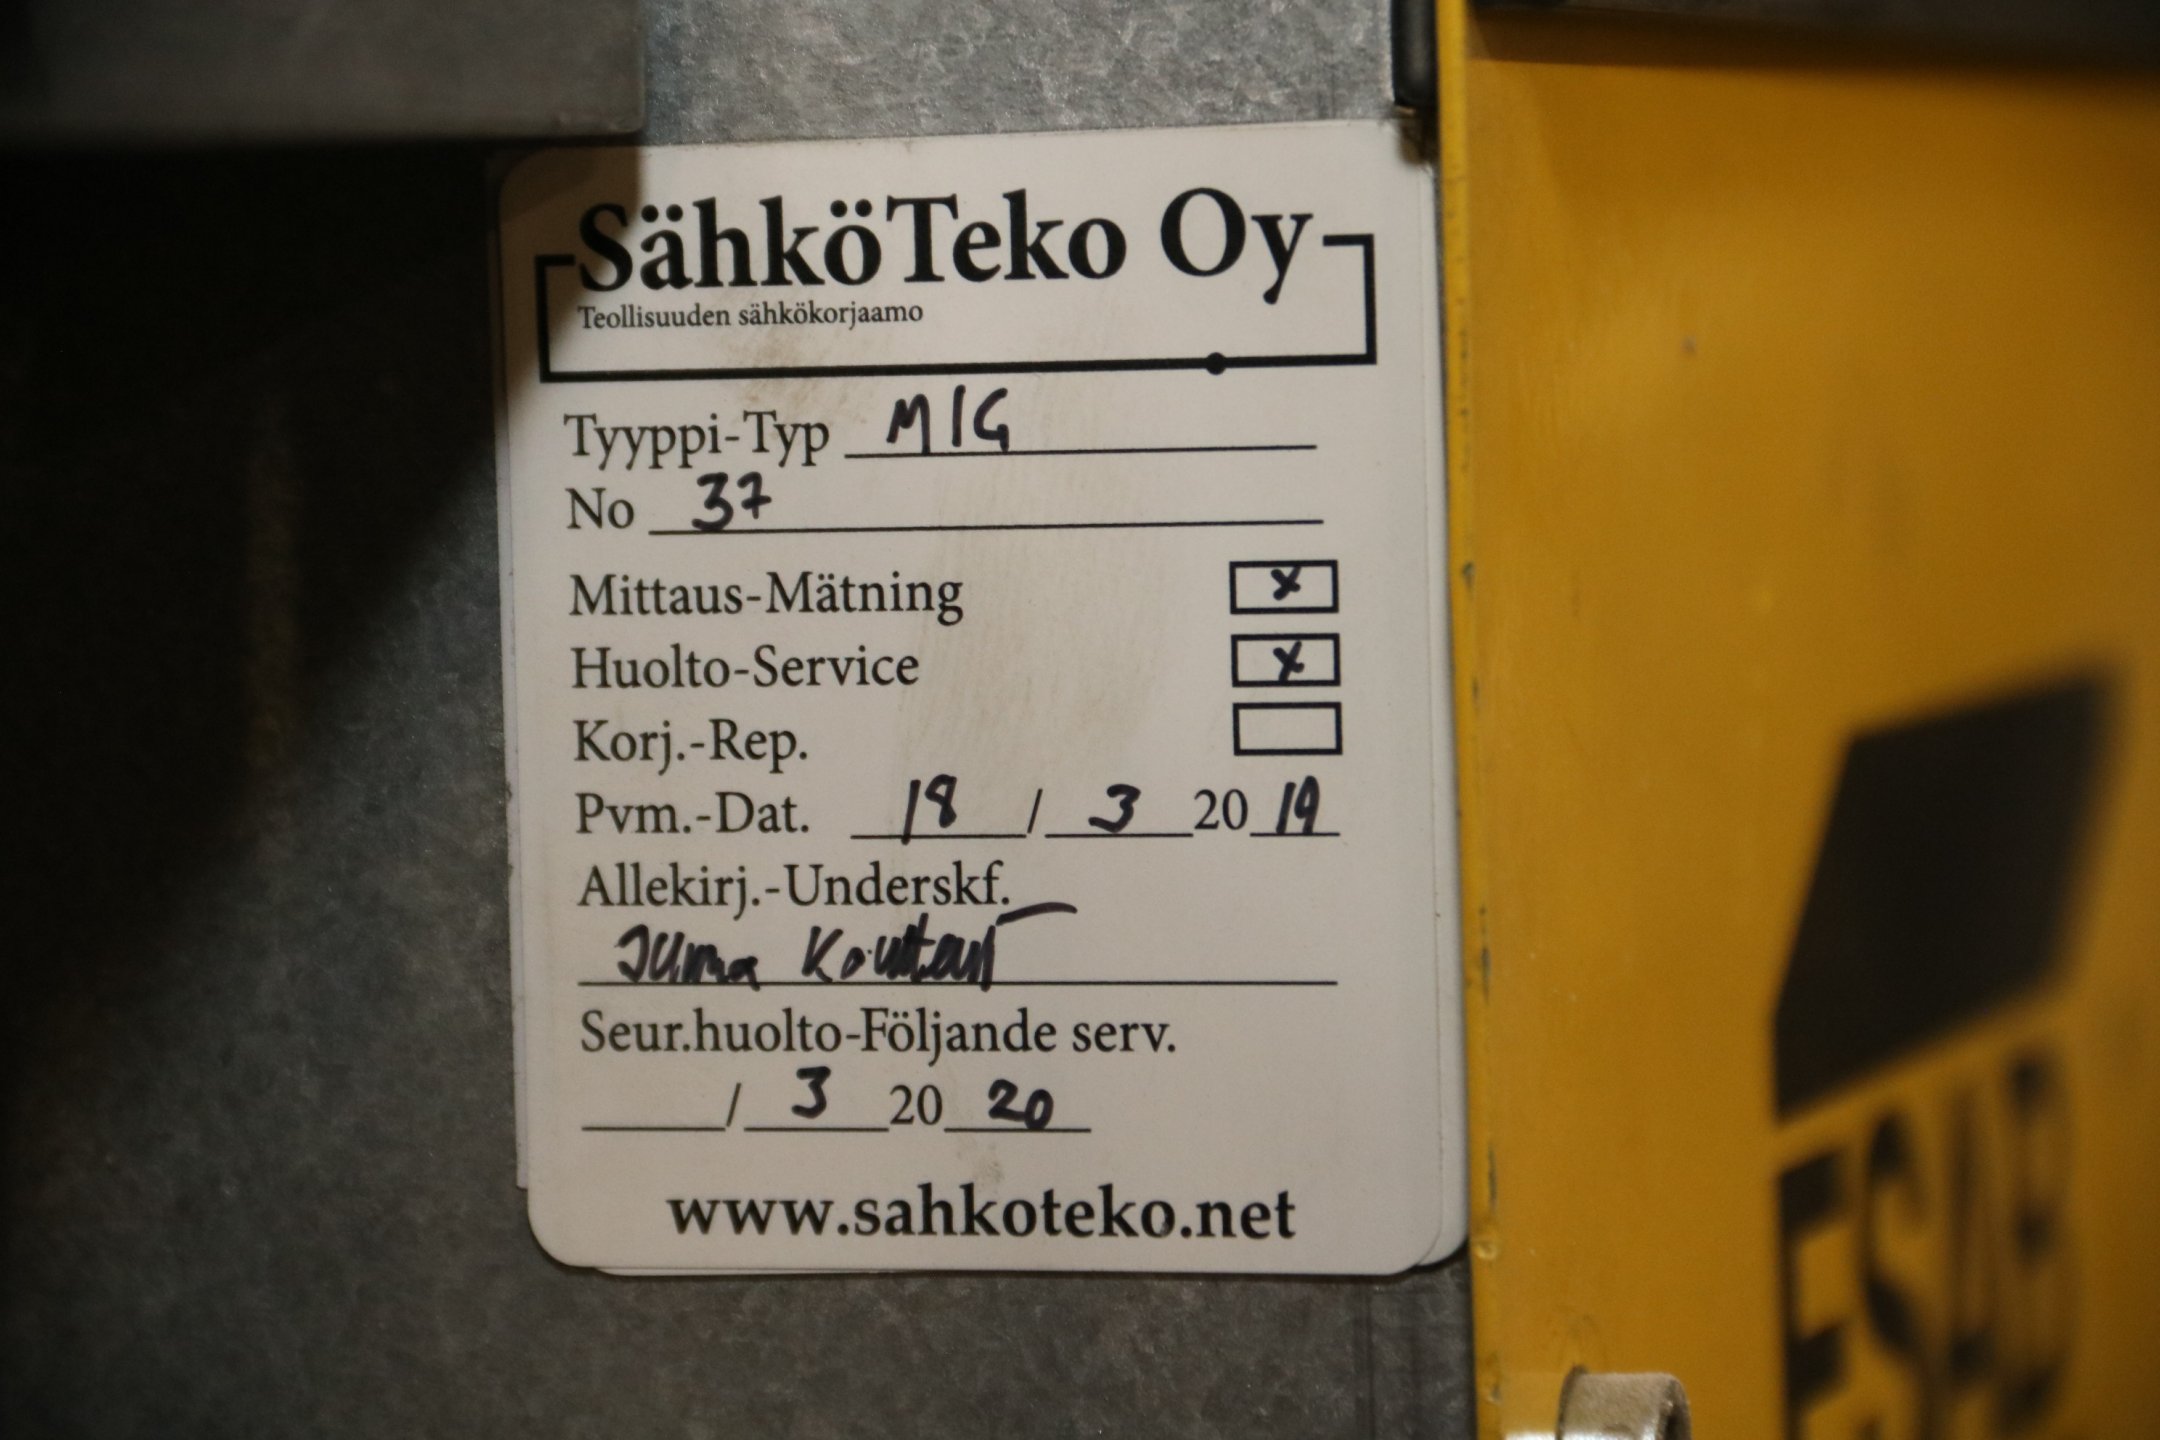 SähköTeko Oy
Teollisuuden sähkökorjaamo
Tyyppi-Typ MIG
No 37
Mittaus-Mätning x
Huolto-Service x
Korj.-Rep.
Pvm.-Dat. 18 / 3 2019
Allekirj.-Underskf.
Seur.huolto-Följande serv.
/ 3 2020
www.sahkoteko.net
ESAB